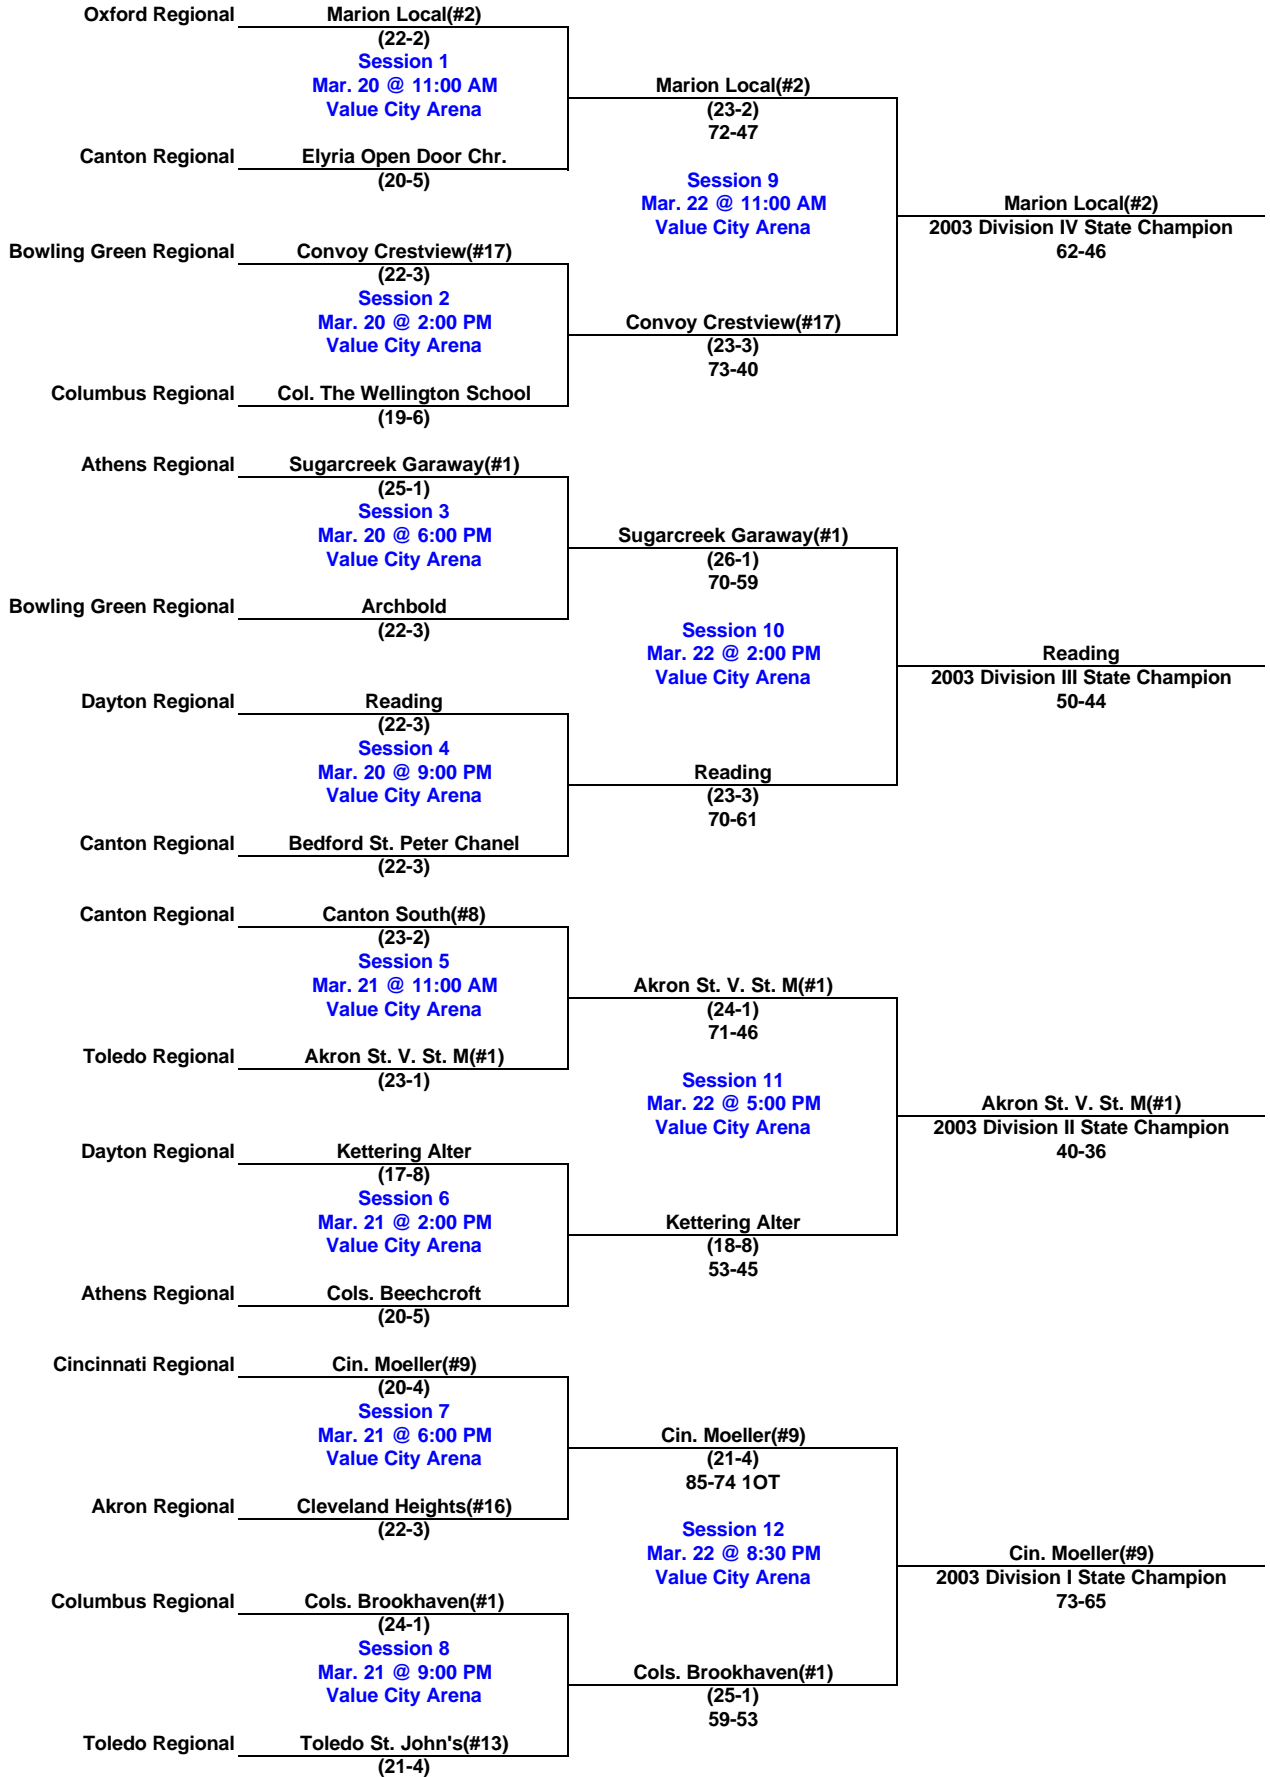 Oxford Regional
Marion Local(#2)
(22-2)
Session 1
Mar. 20 @ 11:00 AM
Value City Arena
Canton Regional
Elyria Open Door Chr.
(20-5)
Marion Local(#2)
(23-2)
72-47
Session 9
Mar. 22 @ 11:00 AM
Value City Arena
Marion Local(#2)
2003 Division IV State Champion
62-46
Bowling Green Regional
Convoy Crestview(#17)
(22-3)
Session 2
Mar. 20 @ 2:00 PM
Value City Arena
Convoy Crestview(#17)
(23-3)
73-40
Columbus Regional
Col. The Wellington School
(19-6)
Athens Regional
Sugarcreek Garaway(#1)
(25-1)
Session 3
Mar. 20 @ 6:00 PM
Value City Arena
Sugarcreek Garaway(#1)
(26-1)
70-59
Bowling Green Regional
Archbold
(22-3)
Session 10
Mar. 22 @ 2:00 PM
Value City Arena
Reading
2003 Division III State Champion
50-44
Dayton Regional
Reading
(22-3)
Session 4
Mar. 20 @ 9:00 PM
Value City Arena
Reading
(23-3)
70-61
Canton Regional
Bedford St. Peter Chanel
(22-3)
Canton Regional
Canton South(#8)
(23-2)
Session 5
Mar. 21 @ 11:00 AM
Value City Arena
Akron St. V. St. M(#1)
(24-1)
71-46
Toledo Regional
Akron St. V. St. M(#1)
(23-1)
Session 11
Mar. 22 @ 5:00 PM
Value City Arena
Akron St. V. St. M(#1)
2003 Division II State Champion
40-36
Dayton Regional
Kettering Alter
(17-8)
Session 6
Mar. 21 @ 2:00 PM
Value City Arena
Kettering Alter
(18-8)
53-45
Athens Regional
Cols. Beechcroft
(20-5)
Cincinnati Regional
Cin. Moeller(#9)
(20-4)
Session 7
Mar. 21 @ 6:00 PM
Value City Arena
Cin. Moeller(#9)
(21-4)
85-74 1OT
Akron Regional
Cleveland Heights(#16)
(22-3)
Session 12
Mar. 22 @ 8:30 PM
Value City Arena
Cin. Moeller(#9)
2003 Division I State Champion
73-65
Columbus Regional
Cols. Brookhaven(#1)
(24-1)
Session 8
Mar. 21 @ 9:00 PM
Value City Arena
Cols. Brookhaven(#1)
(25-1)
59-53
Toledo Regional
Toledo St. John's(#13)
(21-4)